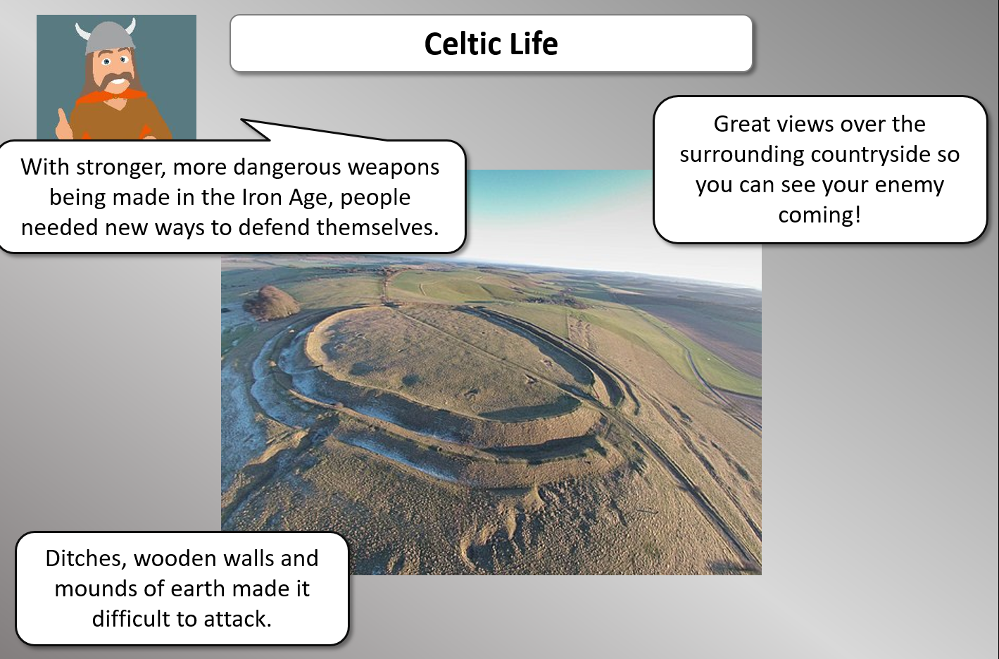 Celtic Life
With stronger, more dangerous weapons
being made in the Iron Age, people
needed new ways to defend themselves.
Great views over the
surrounding countryside so
you can see your enemy
coming!
Ditches, wooden walls and
mounds of earth made it
difficult to attack.